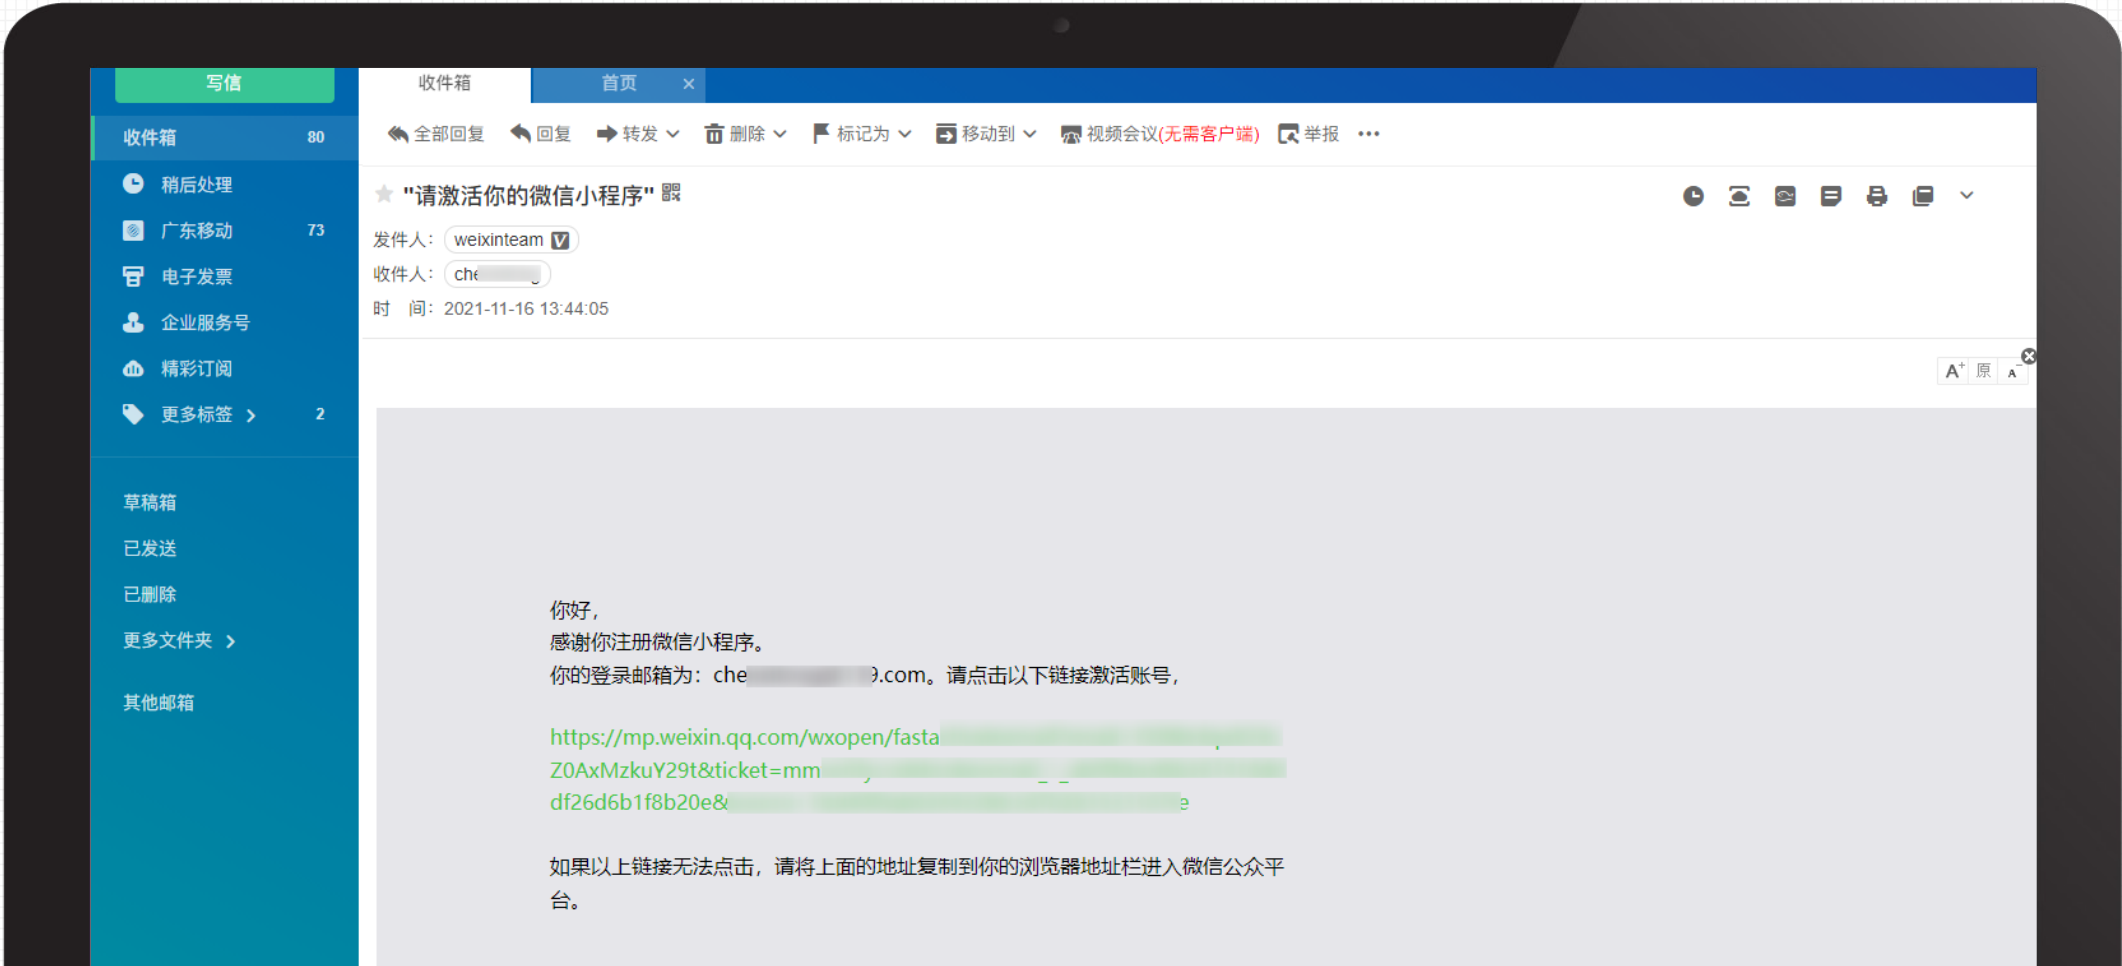 写信
收件箱 首页
收件箱 80
稍后处理
广东移动 73
电子发票
企业服务号
精彩订阅
更多标签 2
草稿箱
已发送
已删除
更多文件夹
其他邮箱
全部回复 回复 转发 删除 标记为 移动到 视频会议(无需客户端) 举报
"请激活你的微信小程序"
发件人： weixinteam V
收件人： che
时 间： 2021-11-16 13:44:05
A+ 原 A-
你好，
感谢你注册微信小程序。
你的登录邮箱为：che 9.com。请点击以下链接激活账号，
https://mp.weixin.qq.com/wxopen/fasta
Z0AxMzkuY29t&ticket=mm
df26d6b1f8b20e& e
如果以上链接无法点击，请将上面的地址复制到你的浏览器地址栏进入微信公众平
台。